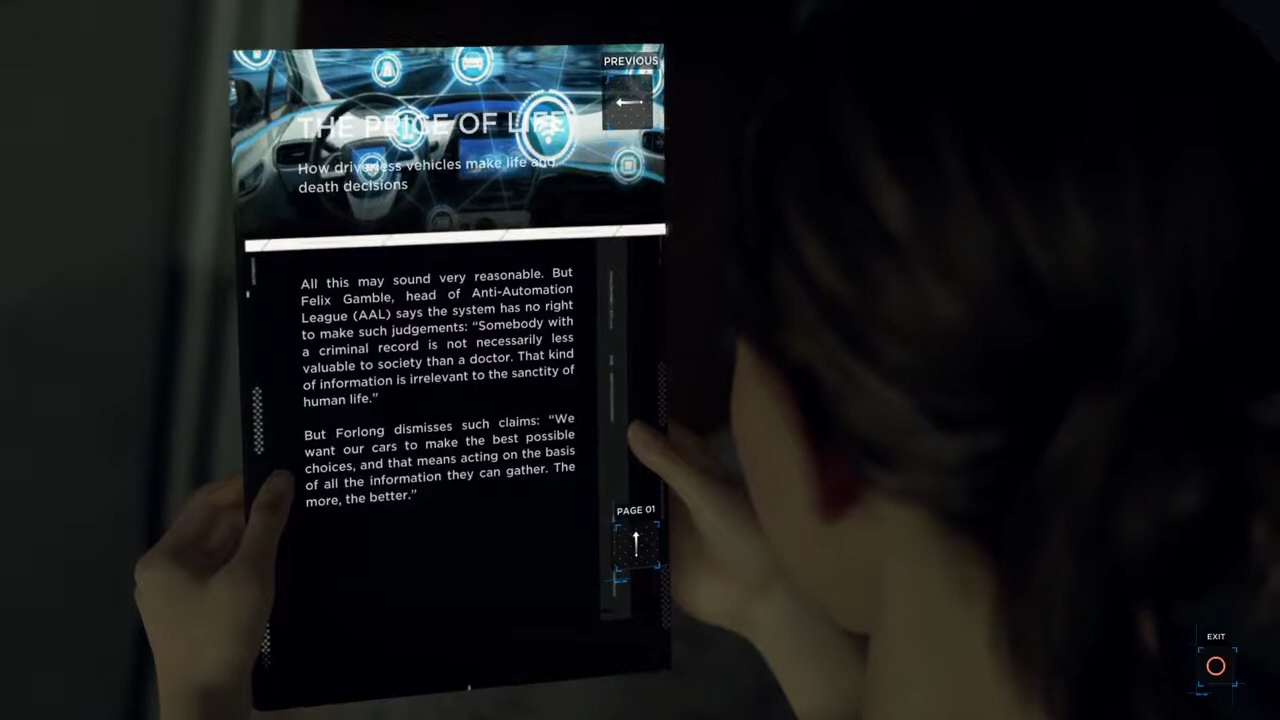 PREVIOUS
THE PRICE OF LIFE
How driverless vehicles make life and
death decisions
All this may sound very reasonable. But
Felix Gamble, head of Anti-Automation
League (AAL) says the system has no right
to make such judgements: “Somebody with
a criminal record is not necessarily less
valuable to society than a doctor. That kind
of information is irrelevant to the sanctity of
human life.”
But Forlong dismisses such claims: “We
want our cars to make the best possible
choices, and that means acting on the basis
of all the information they can gather. The
more, the better.”
PAGE 01
EXIT